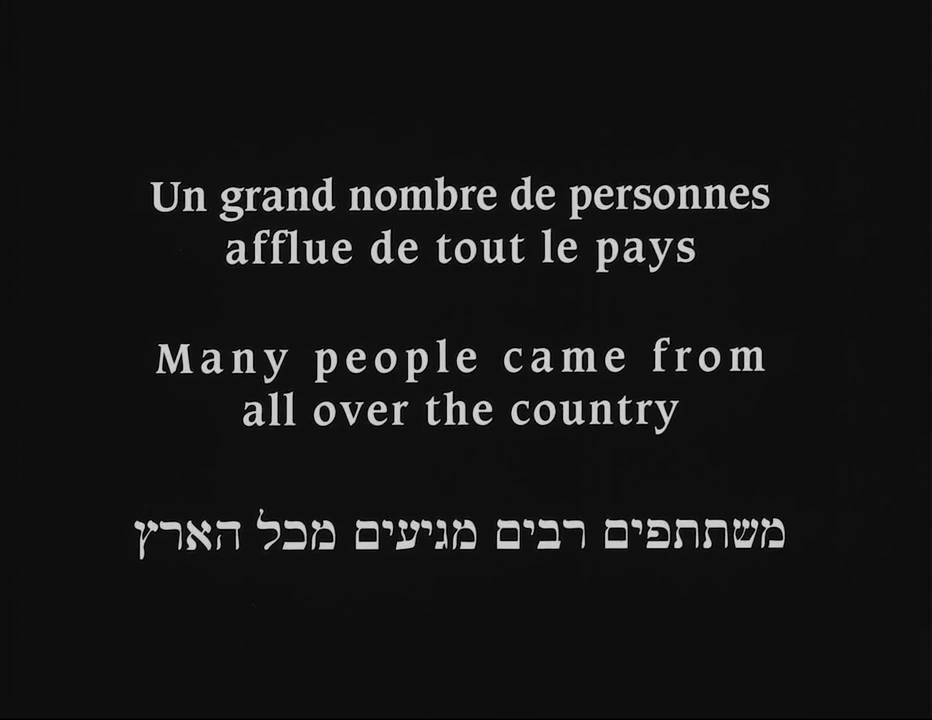 Un grand nombre de personnes
afflue de tout le pays
Many people came from
all over the country
משתתפים רבים מגיעים מכל הארץ